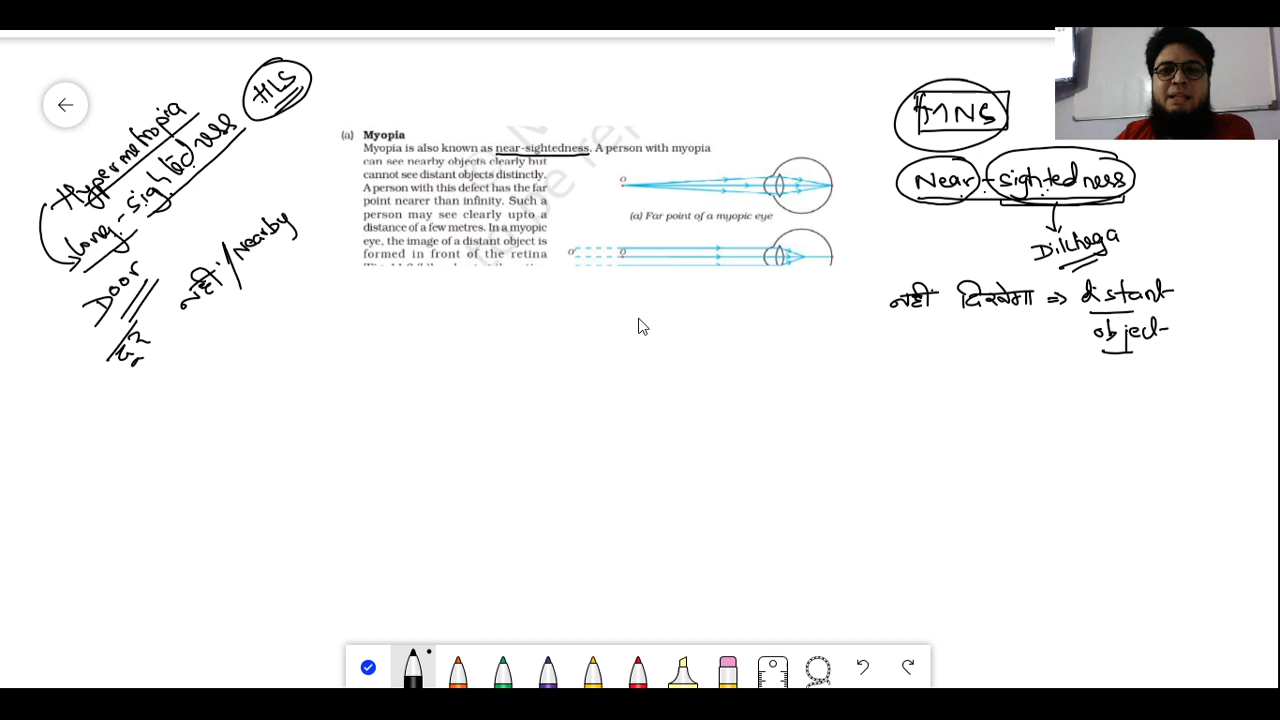 Hypermetropia
Long-sightedness
HLS
Door
नहीं / Nearby
(a) Myopia
Myopia is also known as near-sightedness. A person with myopia
can see nearby objects clearly but
cannot see distant objects distinctly.
A person with this defect has the far
point nearer than infinity. Such a
person may see clearly upto a
distance of a few metres. In a myopic
eye, the image of a distant object is
formed in front of the retina
O
(a) Far point of a myopic eye
O'
O
MNS
Near-sightedness
Dikhega
नहीं दिखेगा => distant
object